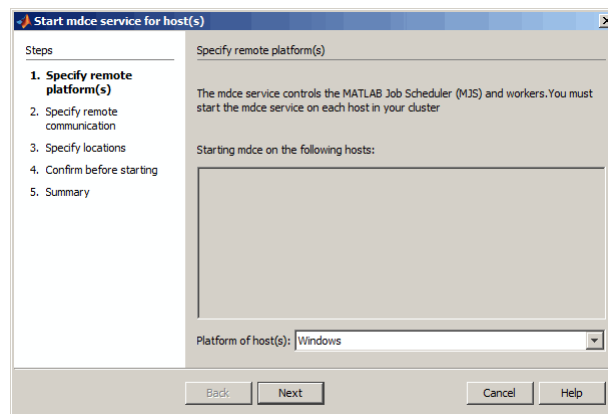 Start mdce service for host(s)
Steps
1. Specify remote
platform(s)
2. Specify remote
communication
3. Specify locations
4. Confirm before starting
5. Summary
Specify remote platform(s)
The mdce service controls the MATLAB Job Scheduler (MJS) and workers.You must
start the mdce service on each host in your cluster
Starting mdce on the following hosts:
Platform of host(s): Windows
Back Next Cancel Help